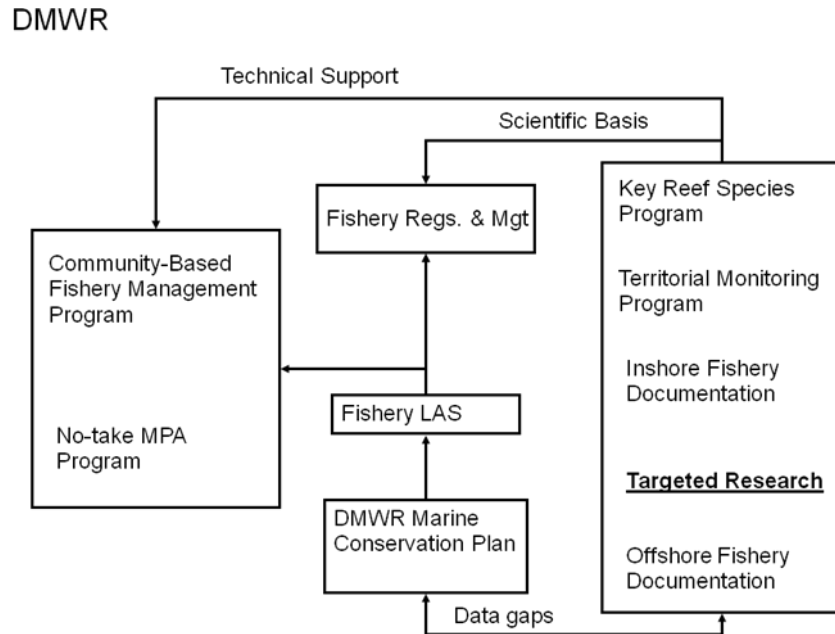 DMWR
Technical Support
Scientific Basis
Key Reef Species
Program
Fishery Regs. & Mgt
Community-Based
Fishery Management
Program
Territorial Monitoring
Program
Inshore Fishery
Documentation
Fishery LAS
No-take MPA
Program
Targeted Research
DMWR Marine
Conservation Plan
Offshore Fishery
Documentation
Data gaps